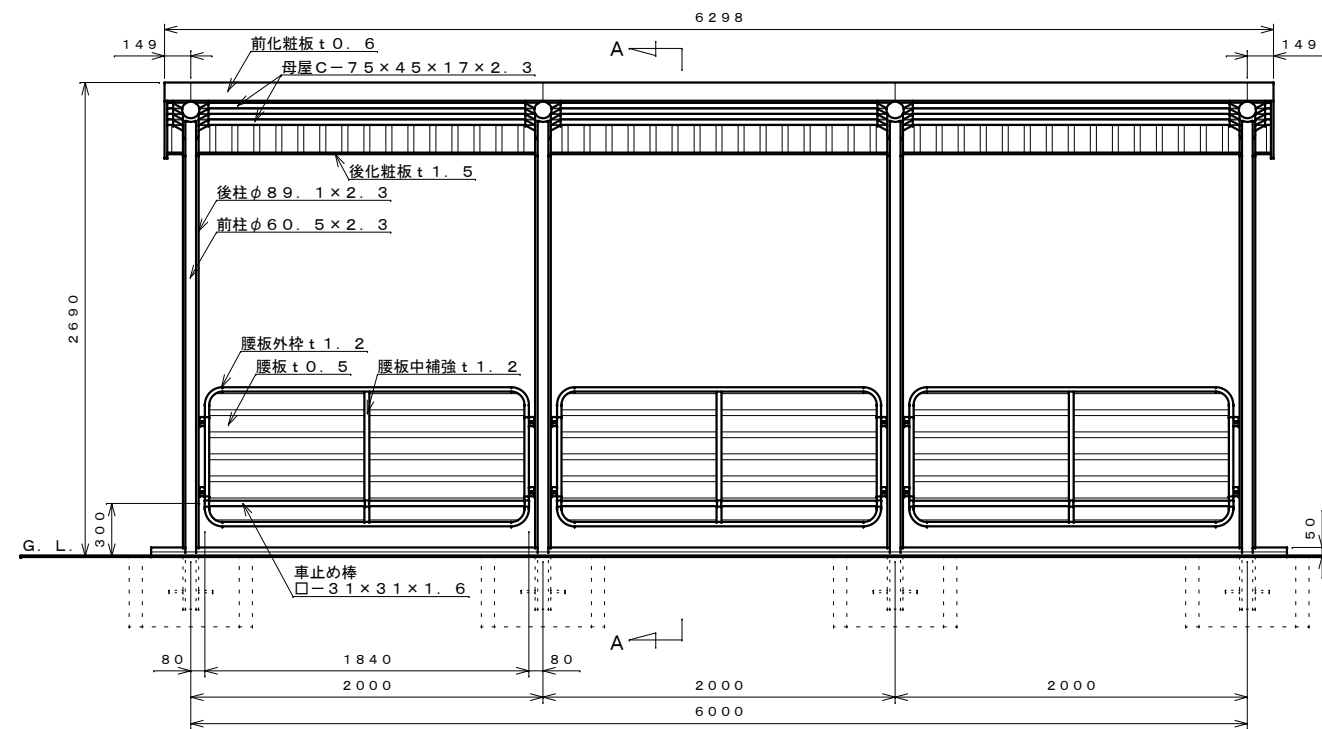 6298
149
149
A
前化粧板t0.6
母屋C－75×45×17×2.3
後化粧板t1.5
後柱φ89.1×2.3
前柱φ60.5×2.3
2690
腰板外枠t1.2
腰板t0.5
腰板中補強t1.2
300
50
G.L.
車止め棒
□－31×31×1.6
A
80
1840
80
2000
2000
2000
6000